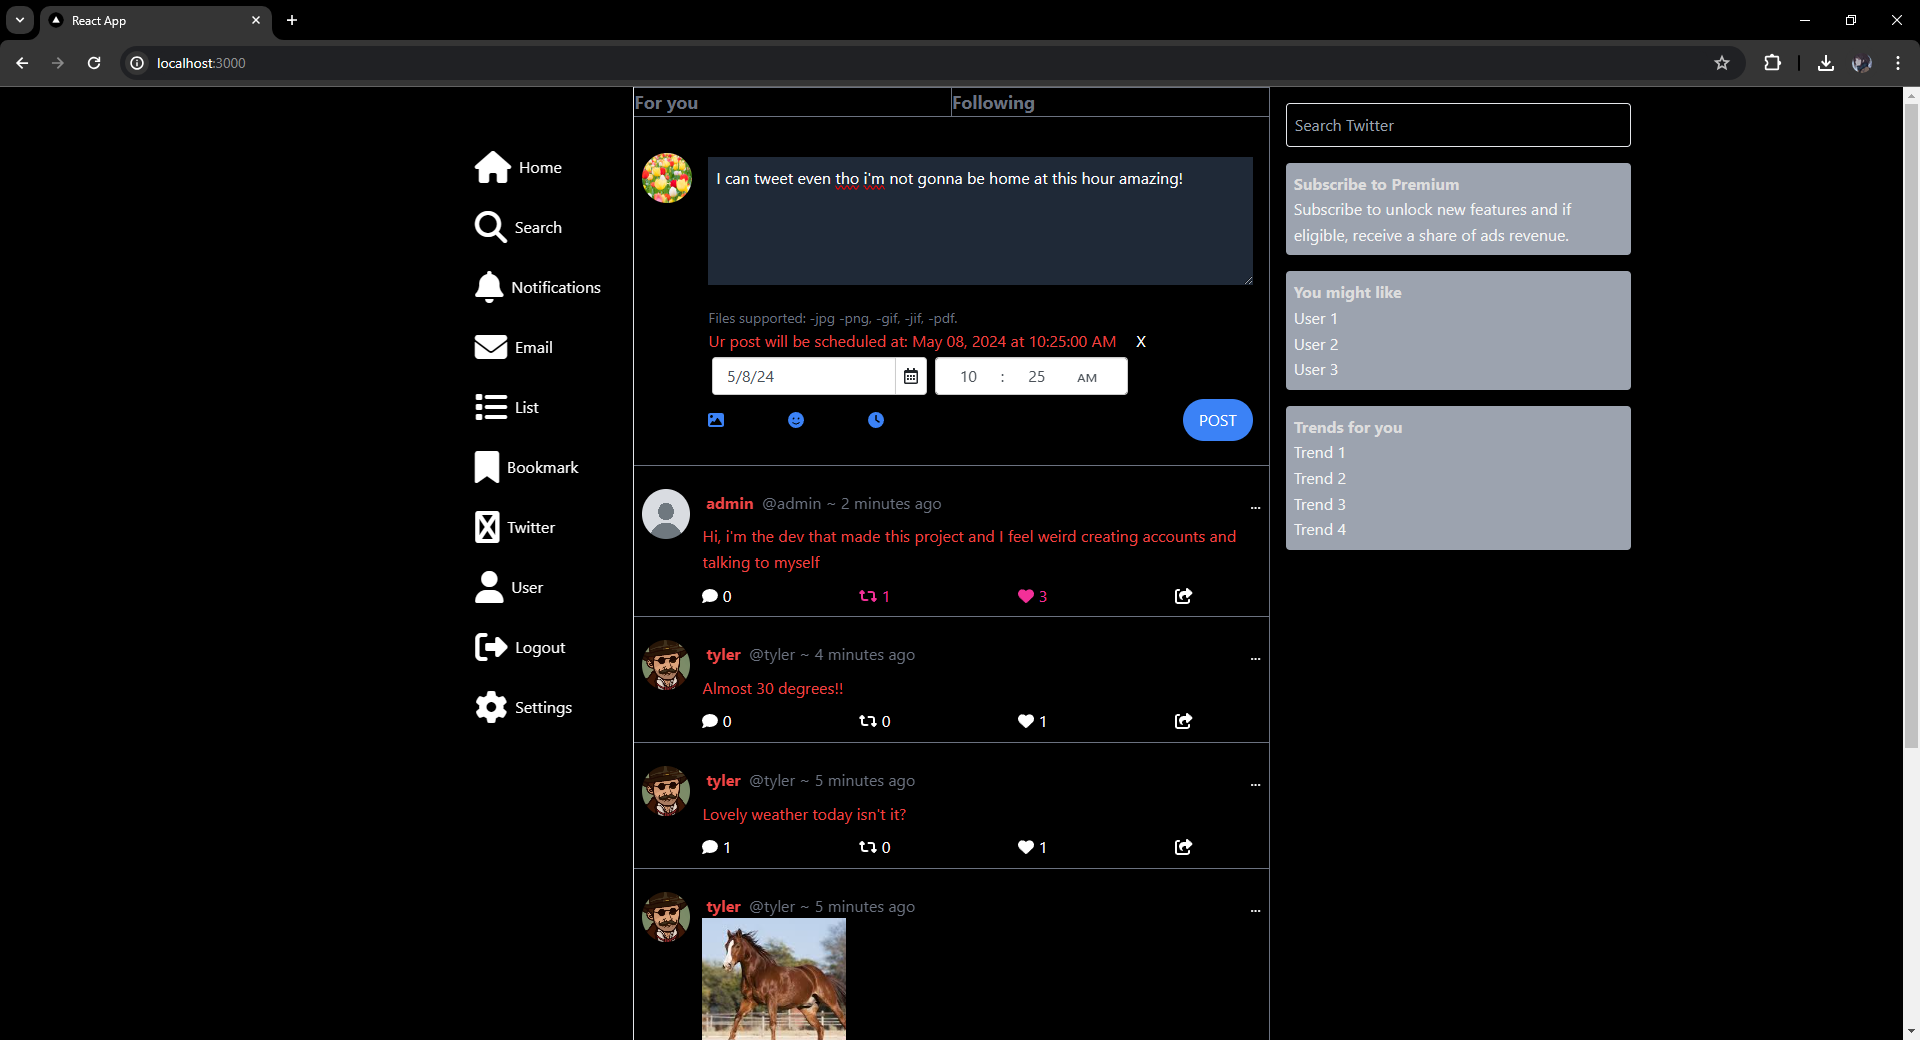 React App
localhost:3000
Home
Search
Notifications
Email
List
Bookmark
Twitter
User
Logout
Settings
For you
Following
I can tweet even tho i'm not gonna be home at this hour amazing!
Files supported: -jpg -png, -gif, -jif, -pdf.
Ur post will be scheduled at: May 08, 2024 at 10:25:00 AM X
5/8/24
10 : 25 AM
POST
admin @admin ~ 2 minutes ago
...
Hi, i'm the dev that made this project and I feel weird creating accounts and
talking to myself
0 1 3
tyler @tyler ~ 4 minutes ago
...
Almost 30 degrees!!
0 0 1
tyler @tyler ~ 5 minutes ago
...
Lovely weather today isn't it?
1 0 1
tyler @tyler ~ 5 minutes ago
...
Search Twitter
Subscribe to Premium
Subscribe to unlock new features and if
eligible, receive a share of ads revenue.
You might like
User 1
User 2
User 3
Trends for you
Trend 1
Trend 2
Trend 3
Trend 4